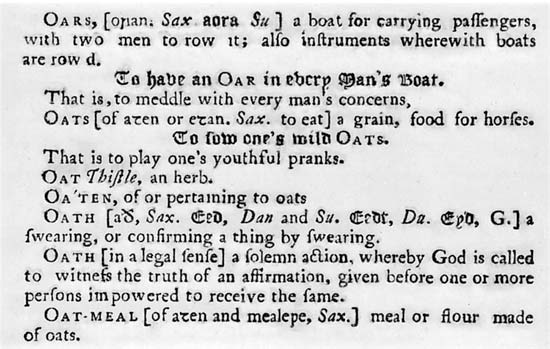 OARS, [oꞃan. Sax aora Su] a boat for carrying paſſengers,
with two men to row it; alſo inſtruments wherewith boats
are row d.
To have an OAR in every Man's Boat.
That is, to meddle with every man's concerns,
OATS [of aꞇen or eꞇan. Sax. to eat] a grain, food for horſes.
To ſow one's wild OATS.
That is to play one's youthful pranks.
OAT Thiſtle, an herb.
OA'TEN, of or pertaining to oats
OATH [að, Sax. Eed, Dan and Su. Da. Eyd, G.] a
ſwearing, or confirming a thing by ſwearing.
OATH [in a legal ſenſe] a ſolemn action, whereby God is called
to witneſs the truth of an affirmation, given before one or more
perſons impowered to receive the ſame.
OAT-MEAL [of aꞇen and mealepe, Sax.] meal or flour made
of oats.